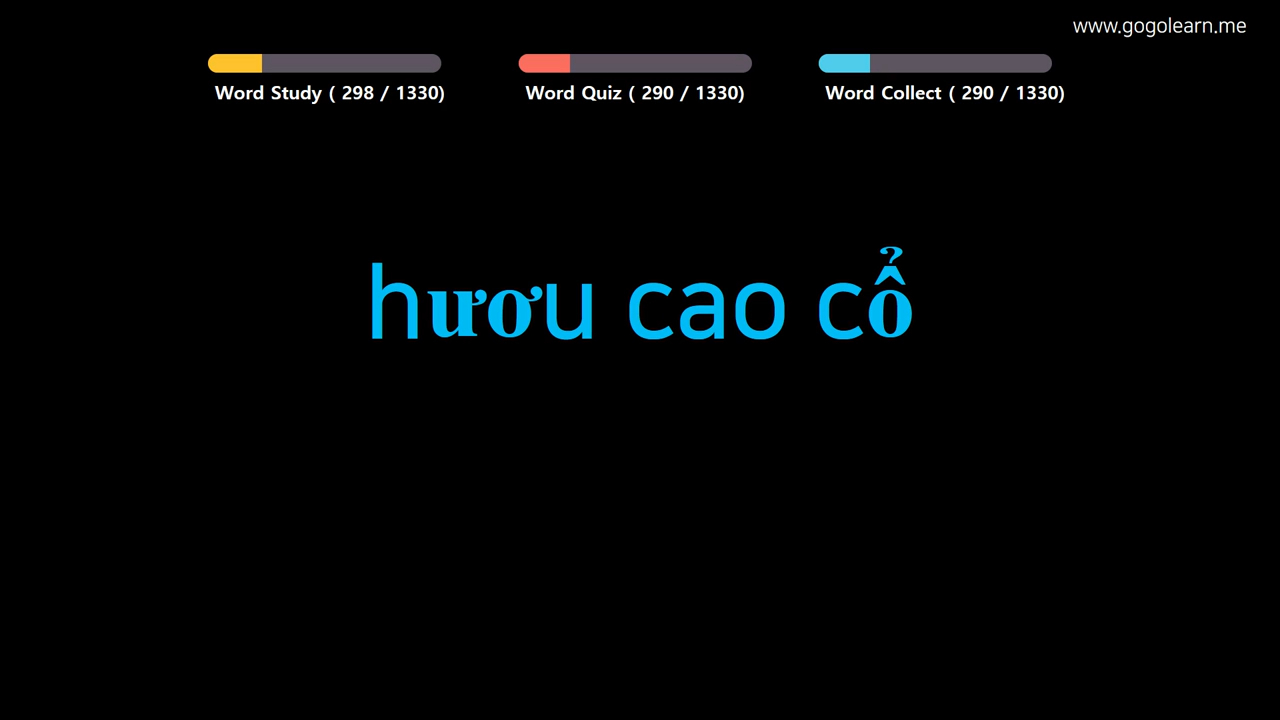 www.gogolearn.me
Word Study ( 298 / 1330)
Word Quiz ( 290 / 1330)
Word Collect ( 290 / 1330)
hươu cao cổ